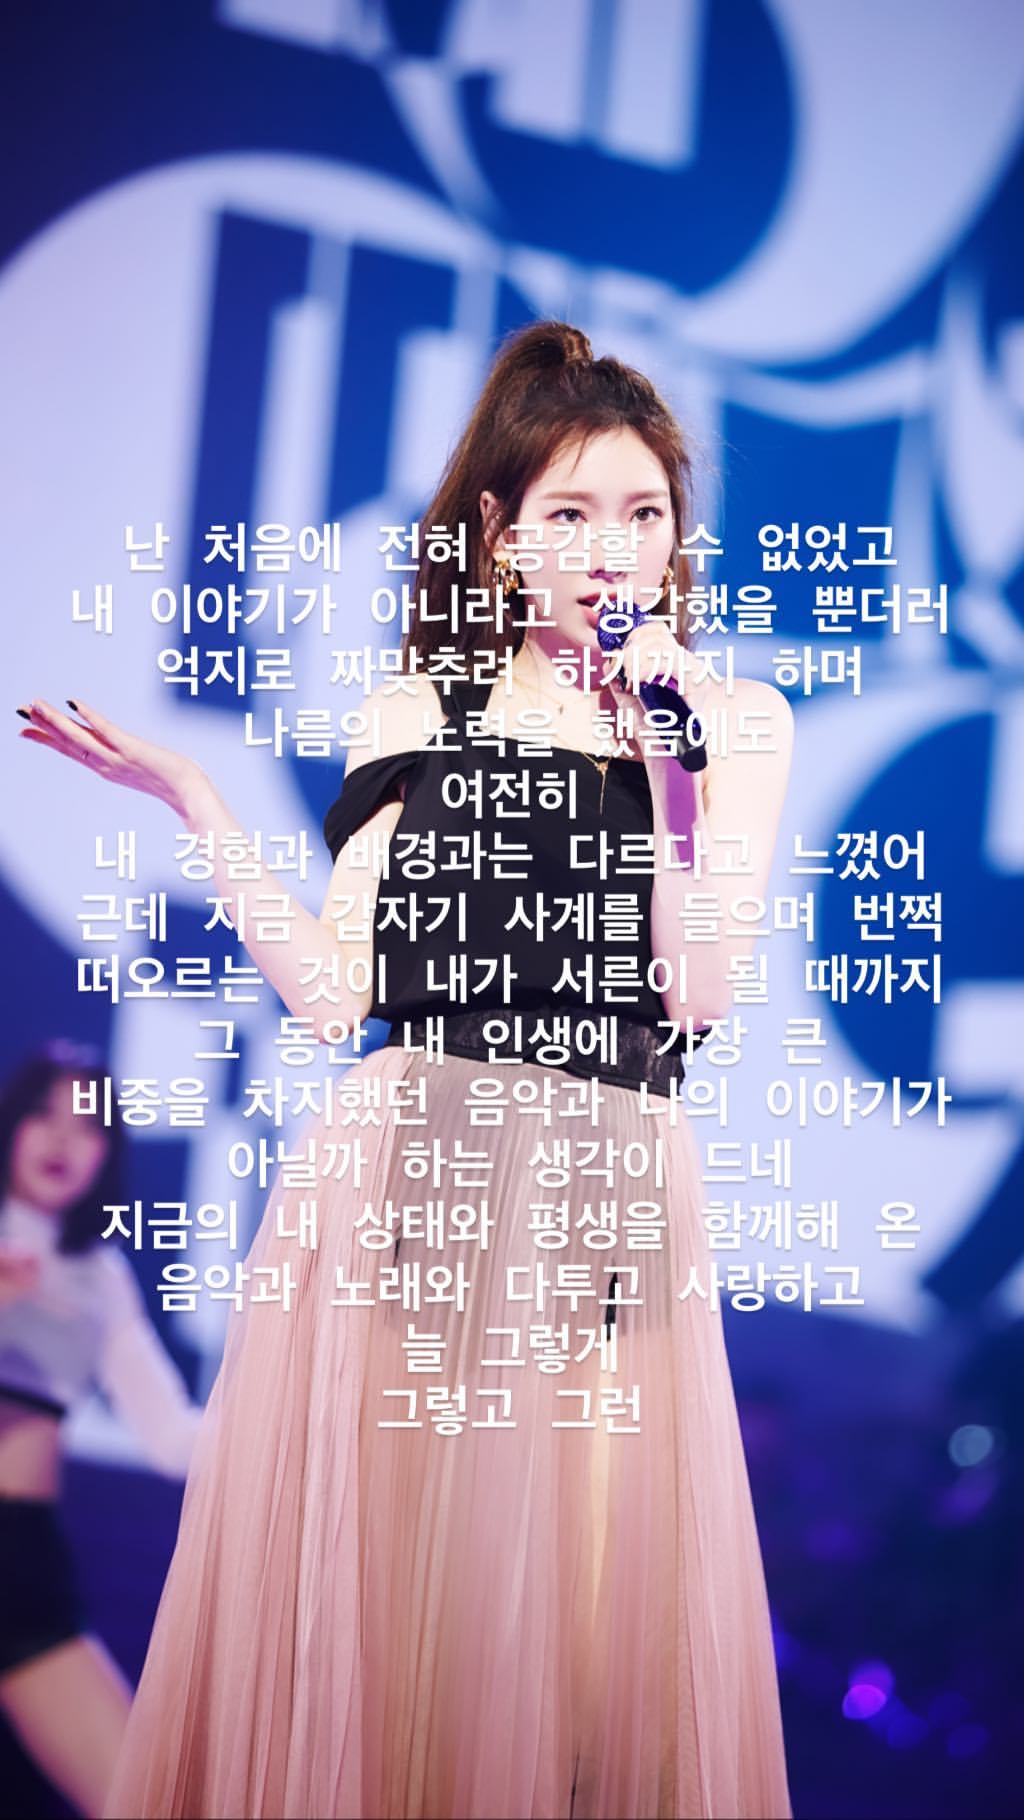 난 처음에 전혀 공감할 수 없었고
내 이야기가 아니라고 생각했을 뿐더러
억지로 짜맞추려 하기까지 하며
나름의 노력을 했음에도
여전히
내 경험과 배경과는 다르다고 느꼈어
근데 지금 갑자기 사계를 들으며 번쩍
떠오르는 것이 내가 서른이 될 때까지
그 동안 내 인생에 가장 큰
비중을 차지했던 음악과 나의 이야기가
아닐까 하는 생각이 드네
지금의 내 상태와 평생을 함께해 온
음악과 노래와 다투고 사랑하고
늘 그렇게
그렇고 그런